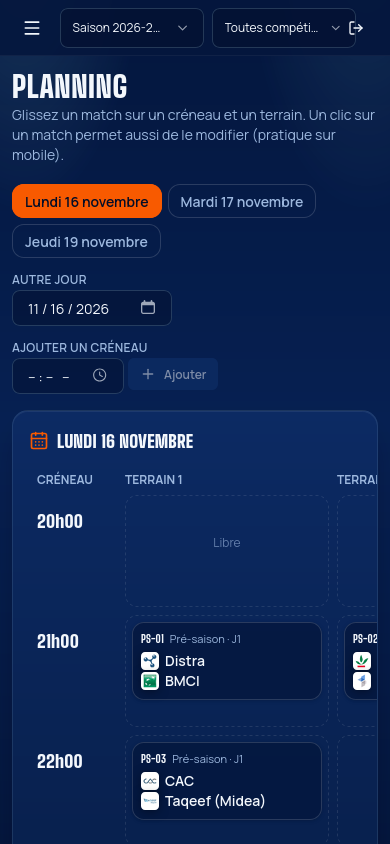 Saison 2026-2...
Toutes compéti...
PLANNING
Glissez un match sur un créneau et un terrain. Un clic sur
un match permet aussi de le modifier (pratique sur
mobile).
Lundi 16 novembre
Mardi 17 novembre
Jeudi 19 novembre
AUTRE JOUR
11 / 16 / 2026
AJOUTER UN CRÉNEAU
-- : -- --
+ Ajouter
LUNDI 16 NOVEMBRE
CRÉNEAU
TERRAIN 1
TERRAI
20h00
Libre
21h00
PS-01 Pré-saison · J1
Distra
BMCI
PS-02
22h00
PS-03 Pré-saison · J1
CAC
Taqeef (Midea)